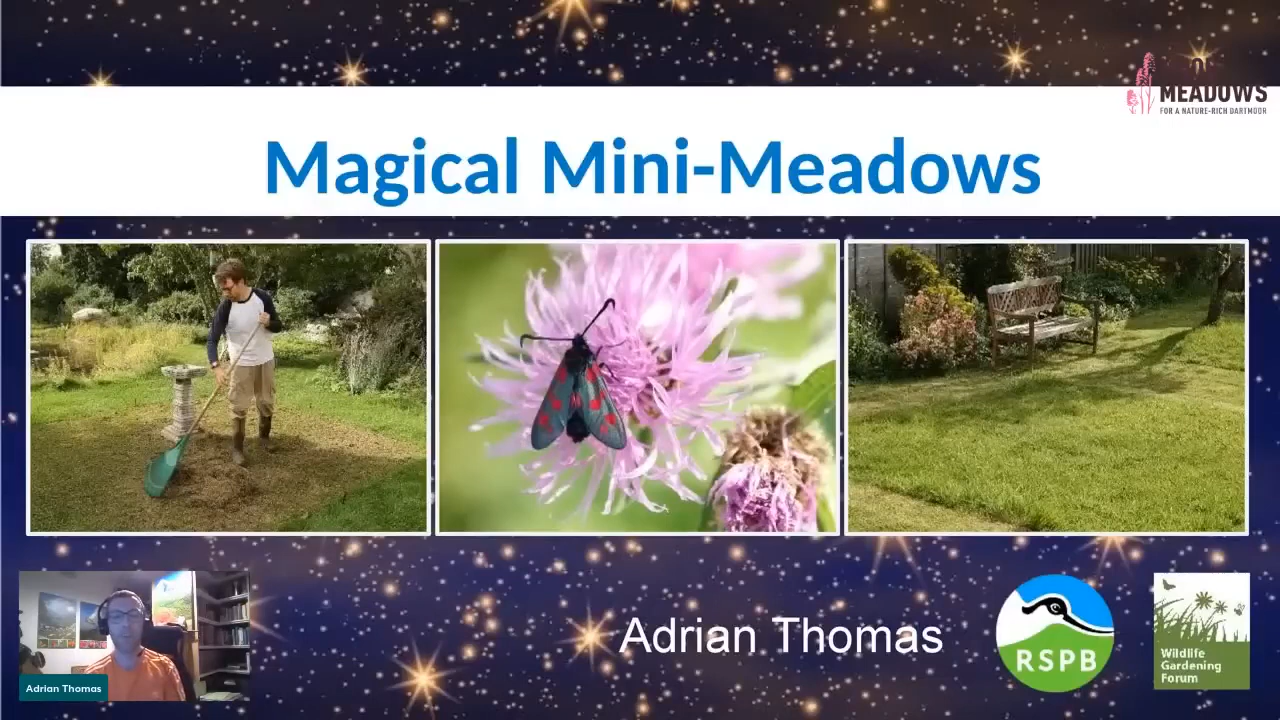 MEADOWS
FOR A NATURE-RICH DARTMOOR
Magical Mini-Meadows
Adrian Thomas
RSPB
Wildlife
Gardening
Forum
Adrian Thomas